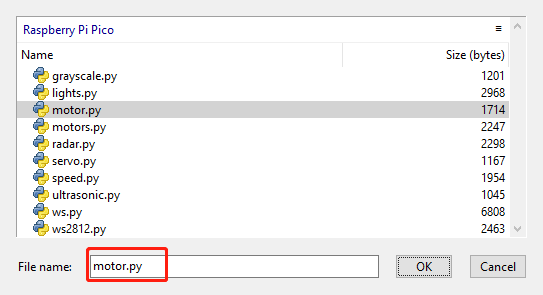 Raspberry Pi Pico ≡
Name Size (bytes)
grayscale.py 1201
lights.py 2968
motor.py 1714
motors.py 2247
radar.py 2298
servo.py 1167
speed.py 1954
ultrasonic.py 1045
ws.py 6808
ws2812.py 2463
File name: motor.py OK Cancel